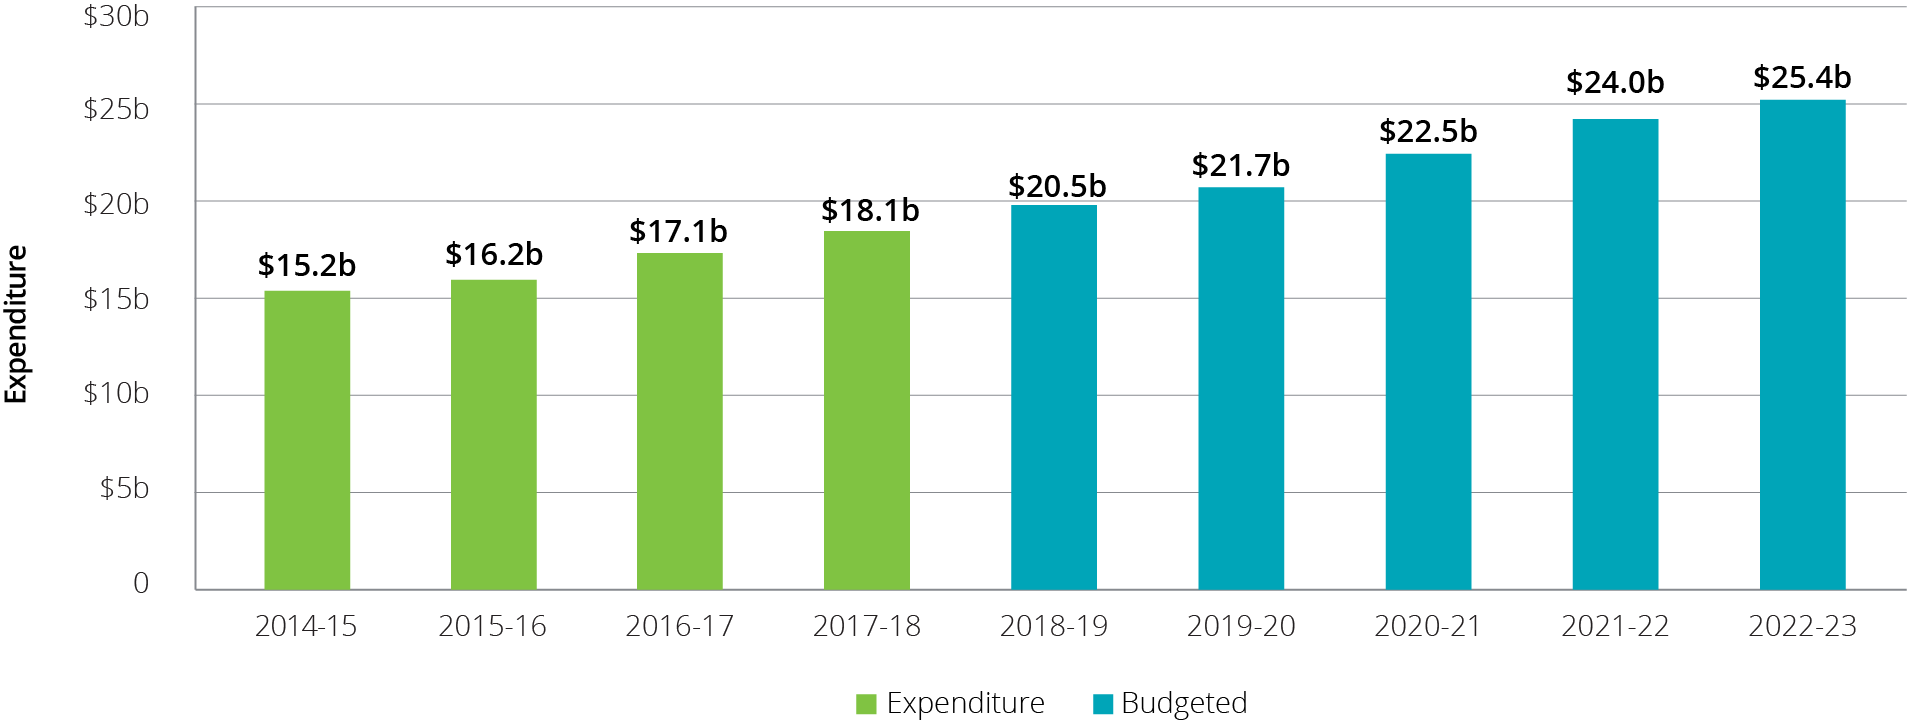 $30b
$25b
$20b
$15b
$10b
$5b
0
Expenditure
$15.2b
$16.2b
$17.1b
$18.1b
$20.5b
$21.7b
$22.5b
$24.0b
$25.4b
2014-15 2015-16 2016-17 2017-18 2018-19 2019-20 2020-21 2021-22 2022-23
Expenditure Budgeted